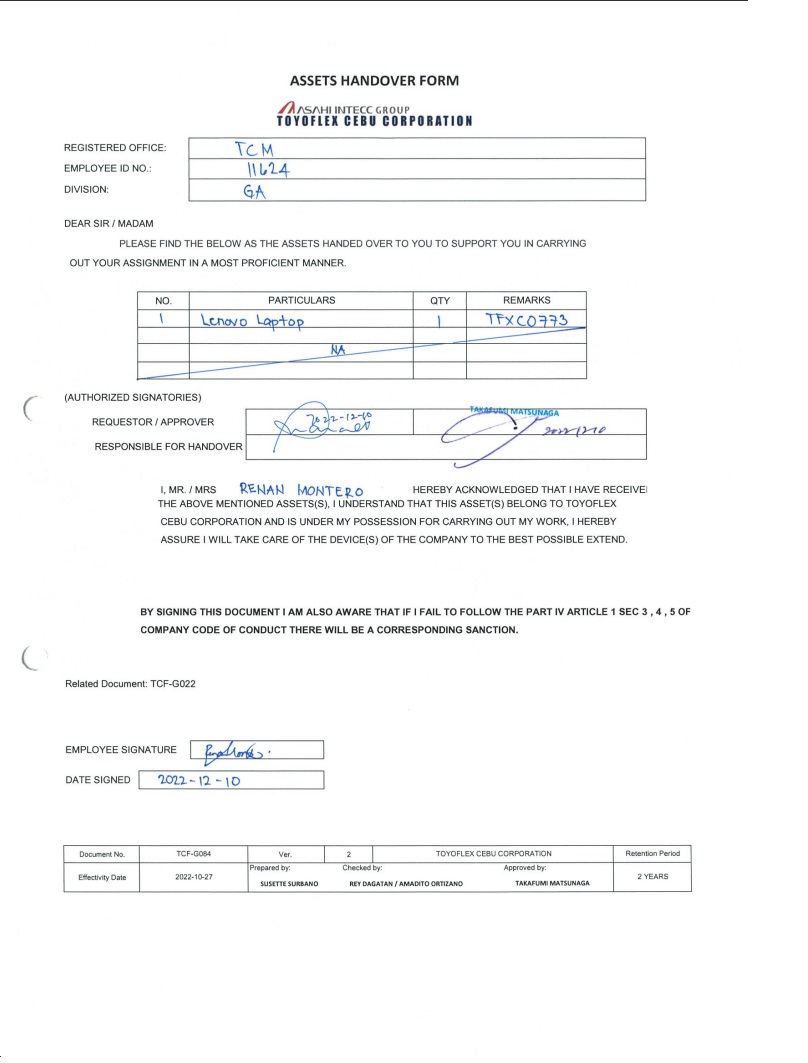 ASSETS HANDOVER FORM
ASAHI INTECC GROUP
TOYOFLEX CEBU CORPORATION
REGISTERED OFFICE: TCM
EMPLOYEE ID NO.: 11624
DIVISION: GA
DEAR SIR / MADAM
PLEASE FIND THE BELOW AS THE ASSETS HANDED OVER TO YOU TO SUPPORT YOU IN CARRYING
OUT YOUR ASSIGNMENT IN A MOST PROFICIENT MANNER.
NO. PARTICULARS QTY REMARKS
1 Lenovo Laptop 1 TFXC0773
NA
(AUTHORIZED SIGNATORIES)
TAKAFUMI MATSUNAGA
REQUESTOR / APPROVER 2022-12-10 2022/12/10
RESPONSIBLE FOR HANDOVER
I, MR. / MRS RENAN MONTERO HEREBY ACKNOWLEDGED THAT I HAVE RECEIVE
THE ABOVE MENTIONED ASSETS(S), I UNDERSTAND THAT THIS ASSET(S) BELONG TO TOYOFLEX
CEBU CORPORATION AND IS UNDER MY POSSESSION FOR CARRYING OUT MY WORK, I HEREBY
ASSURE I WILL TAKE CARE OF THE DEVICE(S) OF THE COMPANY TO THE BEST POSSIBLE EXTEND.
BY SIGNING THIS DOCUMENT I AM ALSO AWARE THAT IF I FAIL TO FOLLOW THE PART IV ARTICLE 1 SEC 3 , 4 , 5 OF
COMPANY CODE OF CONDUCT THERE WILL BE A CORRESPONDING SANCTION.
Related Document: TCF-G022
EMPLOYEE SIGNATURE
DATE SIGNED 2022-12-10
Document No. TCF-G084 Ver. 2 TOYOFLEX CEBU CORPORATION Retention Period
Effectivity Date 2022-10-27 Prepared by: Checked by: Approved by: 2 YEARS
SUSETTE SURBANO REY DAGATAN / AMADITO ORTIZANO TAKAFUMI MATSUNAGA